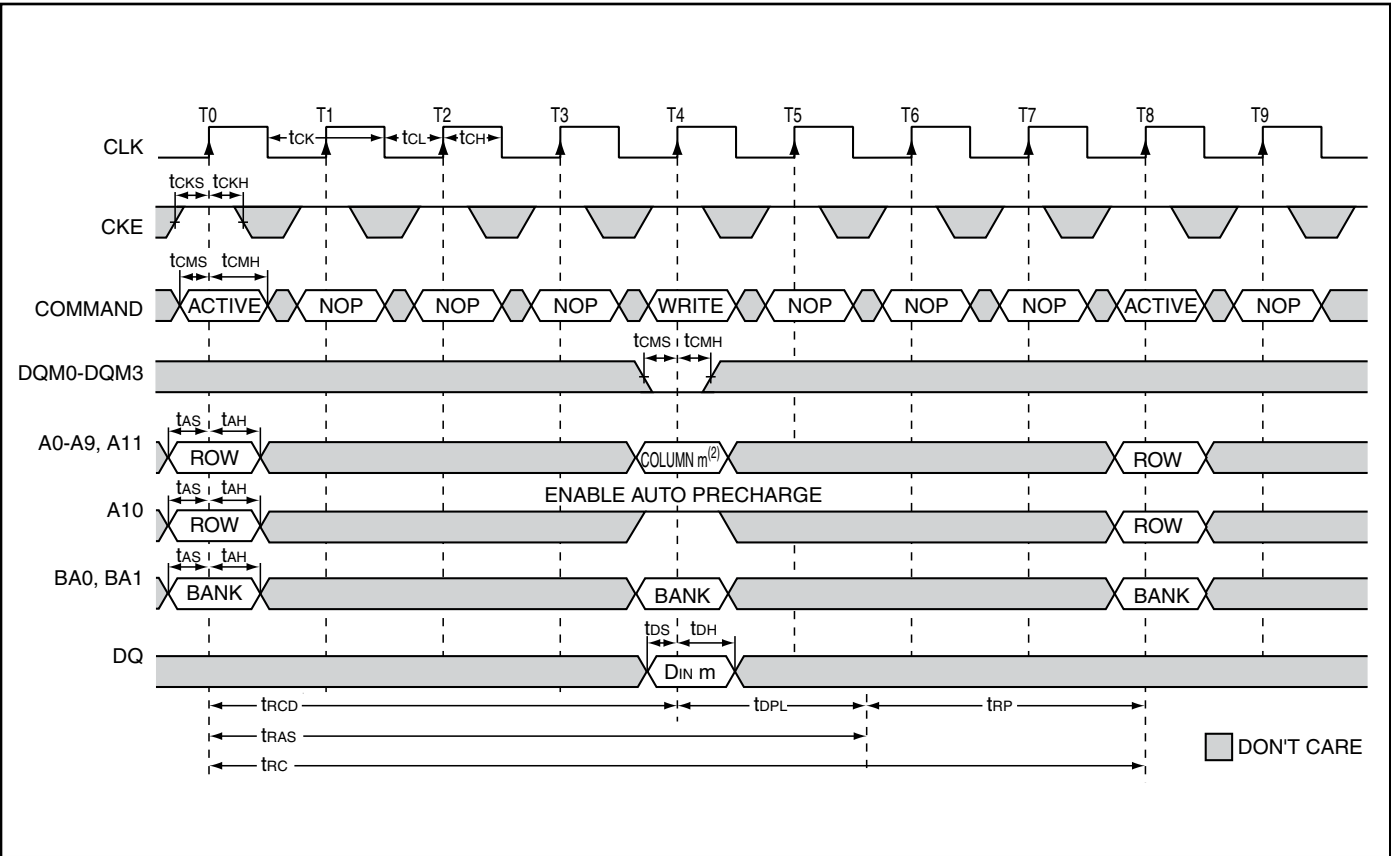 T0 T1 T2 T3 T4 T5 T6 T7 T8 T9
CLK tCK tCL tCH
tCKS tCKH
CKE
tCMS tCMH
COMMAND ACTIVE NOP NOP NOP WRITE NOP NOP NOP ACTIVE NOP
tCMS tCMH
DQM0-DQM3
tAS tAH
A0-A9, A11 ROW COLUMN m(2) ROW
tAS tAH ENABLE AUTO PRECHARGE
A10 ROW ROW
tAS tAH
BA0, BA1 BANK BANK BANK
tDS tDH
DQ DIN m
tRCD tDPL tRP
tRAS
DON'T CARE
tRC